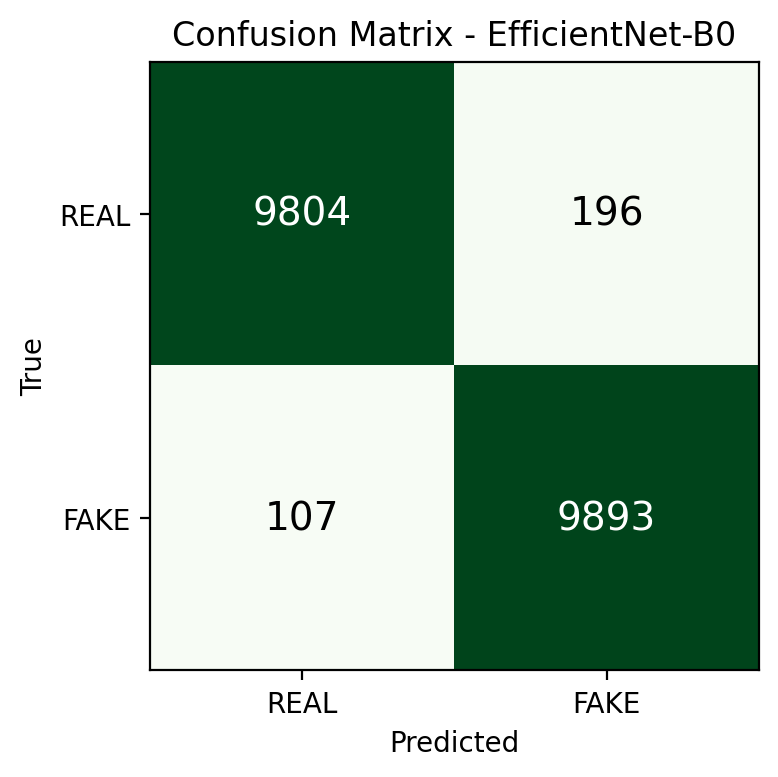 Confusion Matrix - EfficientNet-B0
REAL
9804
196
True
FAKE
107
9893
REAL
FAKE
Predicted